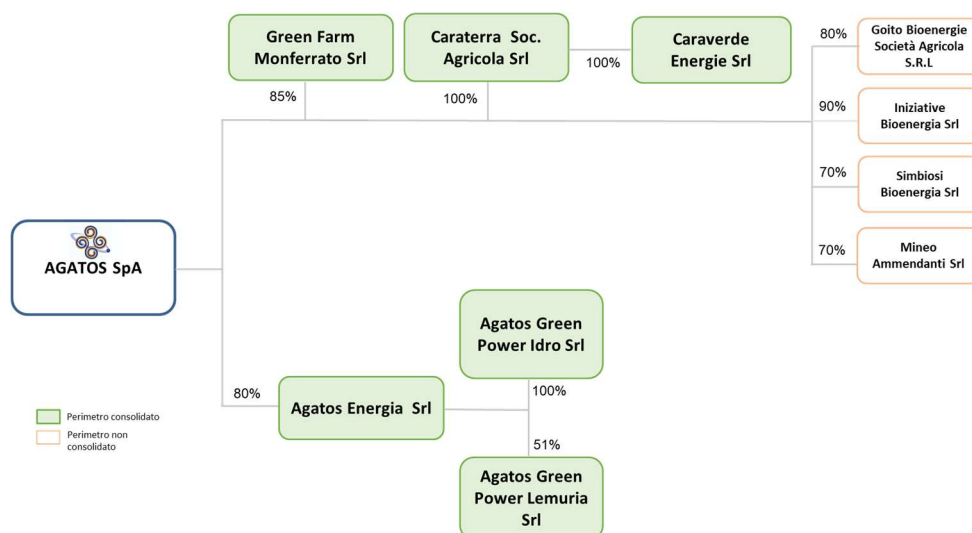 Green Farm
Monferrato Srl
Caraterra Soc.
Agricola Srl
100%
Caraverde
Energie Srl
80%
Goito Bioenergie
Società Agricola
S.R.L
85%
100%
90%
Iniziative
Bioenergia Srl
70%
Simbiosi
Bioenergia Srl
70%
Mineo
Ammendanti Srl
AGATOS SpA
Agatos Green
Power Idro Srl
80%
Agatos Energia Srl
100%
51%
Agatos Green
Power Lemuria
Srl
Perimetro consolidato
Perimetro non
consolidato